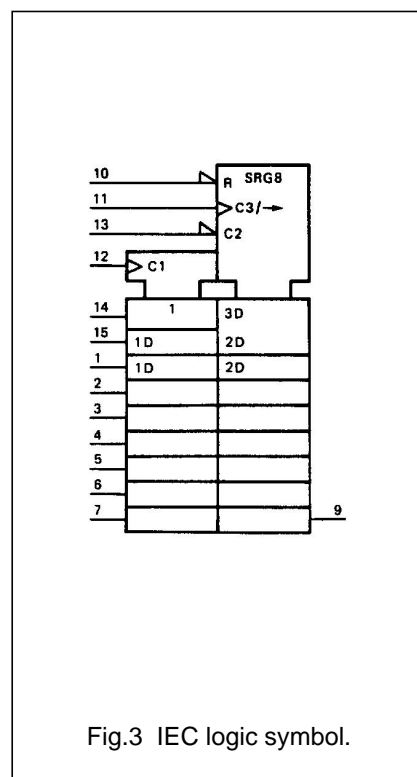 SRG8
10 R
11 C3/→
13 C2
12 C1
14 1 3D
15 1D 2D
1 1D 2D
2
3
4
5
6
7 9
Fig.3 IEC logic symbol.